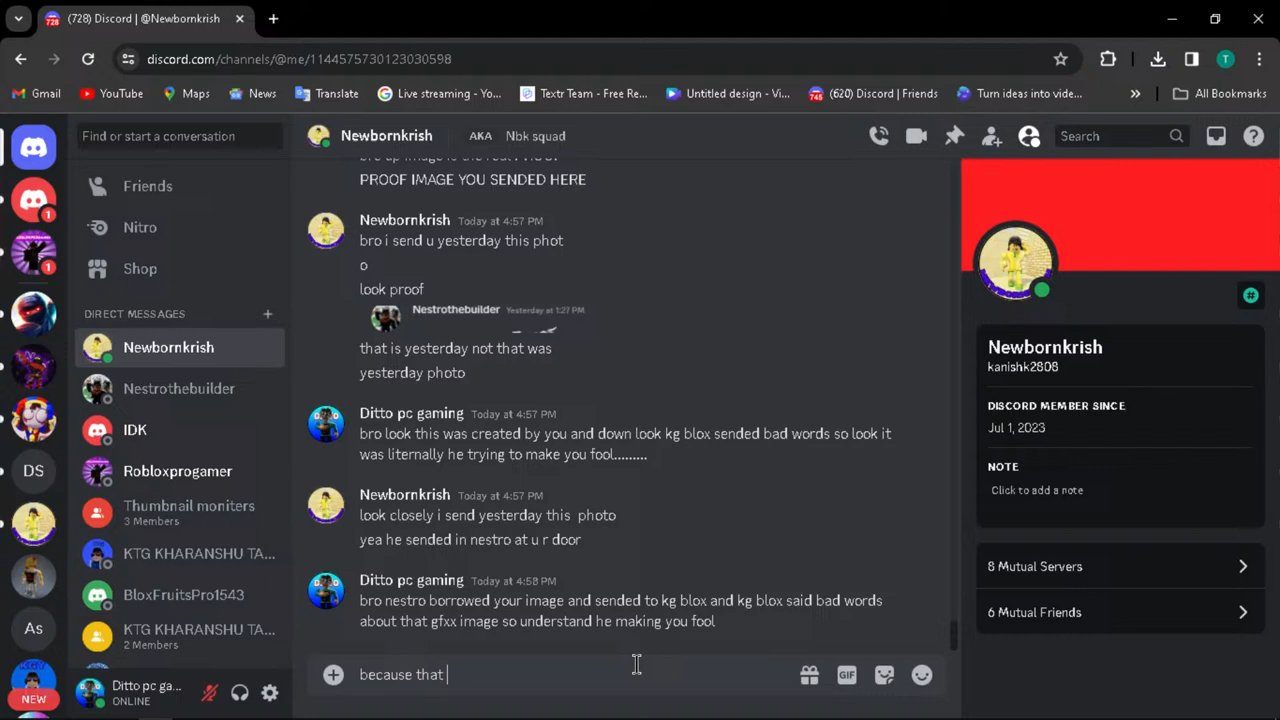 (728) Discord | @Newbornkrish
discord.com/channels/@me/1144575730123030598
Gmail YouTube Maps News Translate Live streaming - Yo... Textr Team - Free Re... Untitled design - Vi... (620) Discord | Friends Turn ideas into vide... All Bookmarks
Find or start a conversation
Newbornkrish AKA Nbk squad
Search
Friends
Nitro
Shop
DIRECT MESSAGES
Newbornkrish
Nestrothebuilder
IDK
Robloxprogamer
Thumbnail moniters
3 Members
KTG KHARANSHU TA...
BloxFruitsPro1543
KTG KHARANSHU TA...
2 Members
DS
As
NEW
Ditto pc ga...
ONLINE
PROOF IMAGE YOU SENDED HERE
Newbornkrish Today at 4:57 PM
bro i send u yesterday this phot
o
look proof
Nestrothebuilder Yesterday at 1:27 PM
that is yesterday not that was
yesterday photo
Ditto pc gaming Today at 4:57 PM
bro look this was created by you and down look kg blox sended bad words so look it
was liternally he trying to make you fool.........
Newbornkrish Today at 4:57 PM
look closely i send yesterday this photo
yea he sended in nestro at u r door
Ditto pc gaming Today at 4:58 PM
bro nestro borrowed your image and sended to kg blox and kg blox said bad words
about that gfxx image so understand he making you fool
because that
GIF
Newbornkrish
kanishk2808
DISCORD MEMBER SINCE
Jul 1, 2023
NOTE
Click to add a note
8 Mutual Servers
6 Mutual Friends